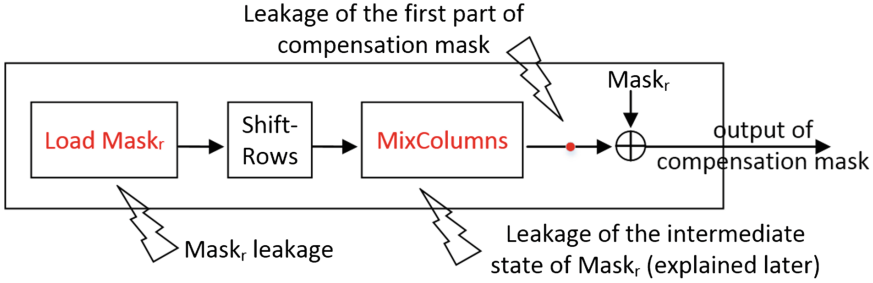 Leakage of the first part of
compensation mask
Mask_r
Load Mask_r
Shift-
Rows
MixColumns
output of
compensation mask
Mask_r leakage
Leakage of the intermediate
state of Mask_r (explained later)